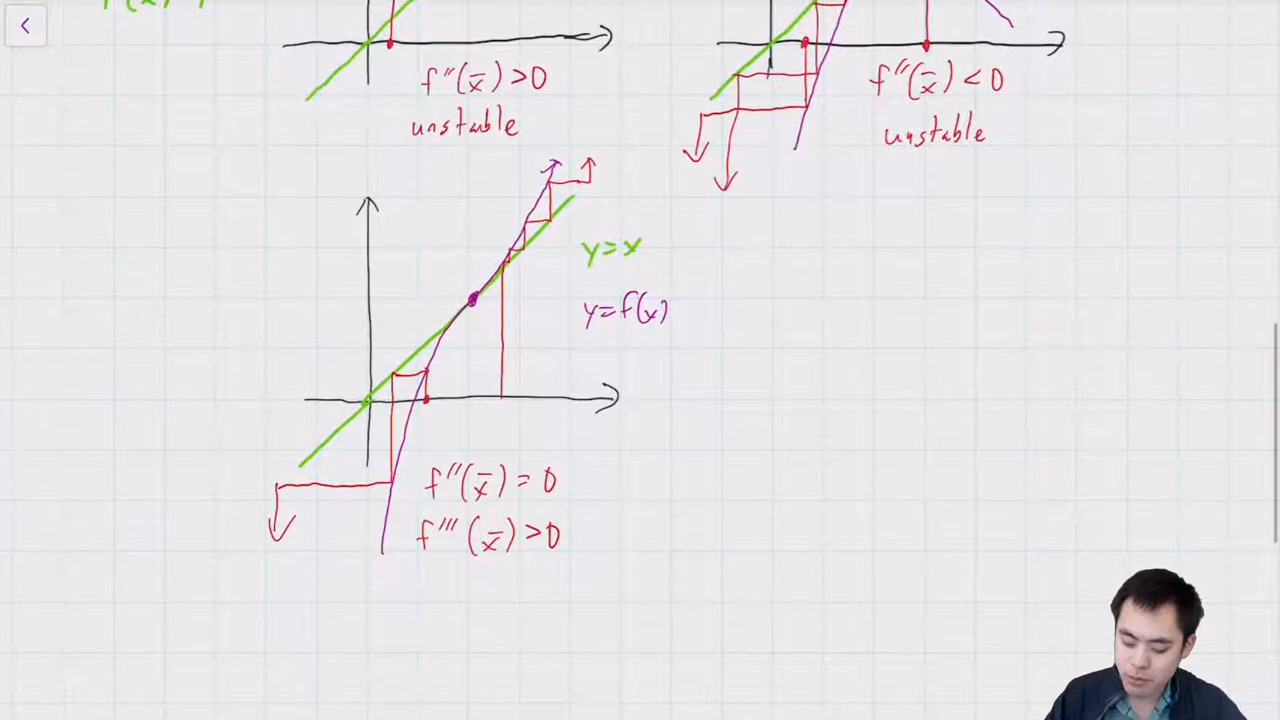 f''(x̄) > 0
unstable
f''(x̄) < 0
unstable
y=x
y=f(x)
f''(x̄) = 0
f'''(x̄) > 0